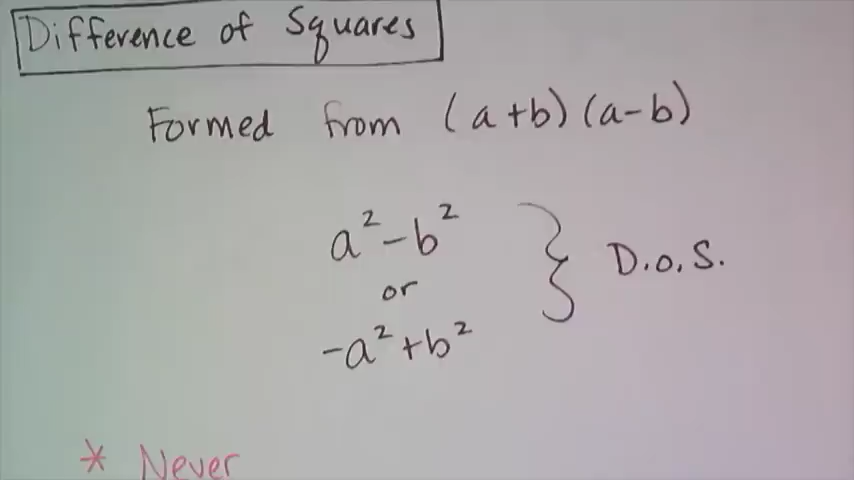 Difference of Squares
Formed from (a+b)(a-b)
a²-b²
or
-a²+b²
} D.o.S.
* Never